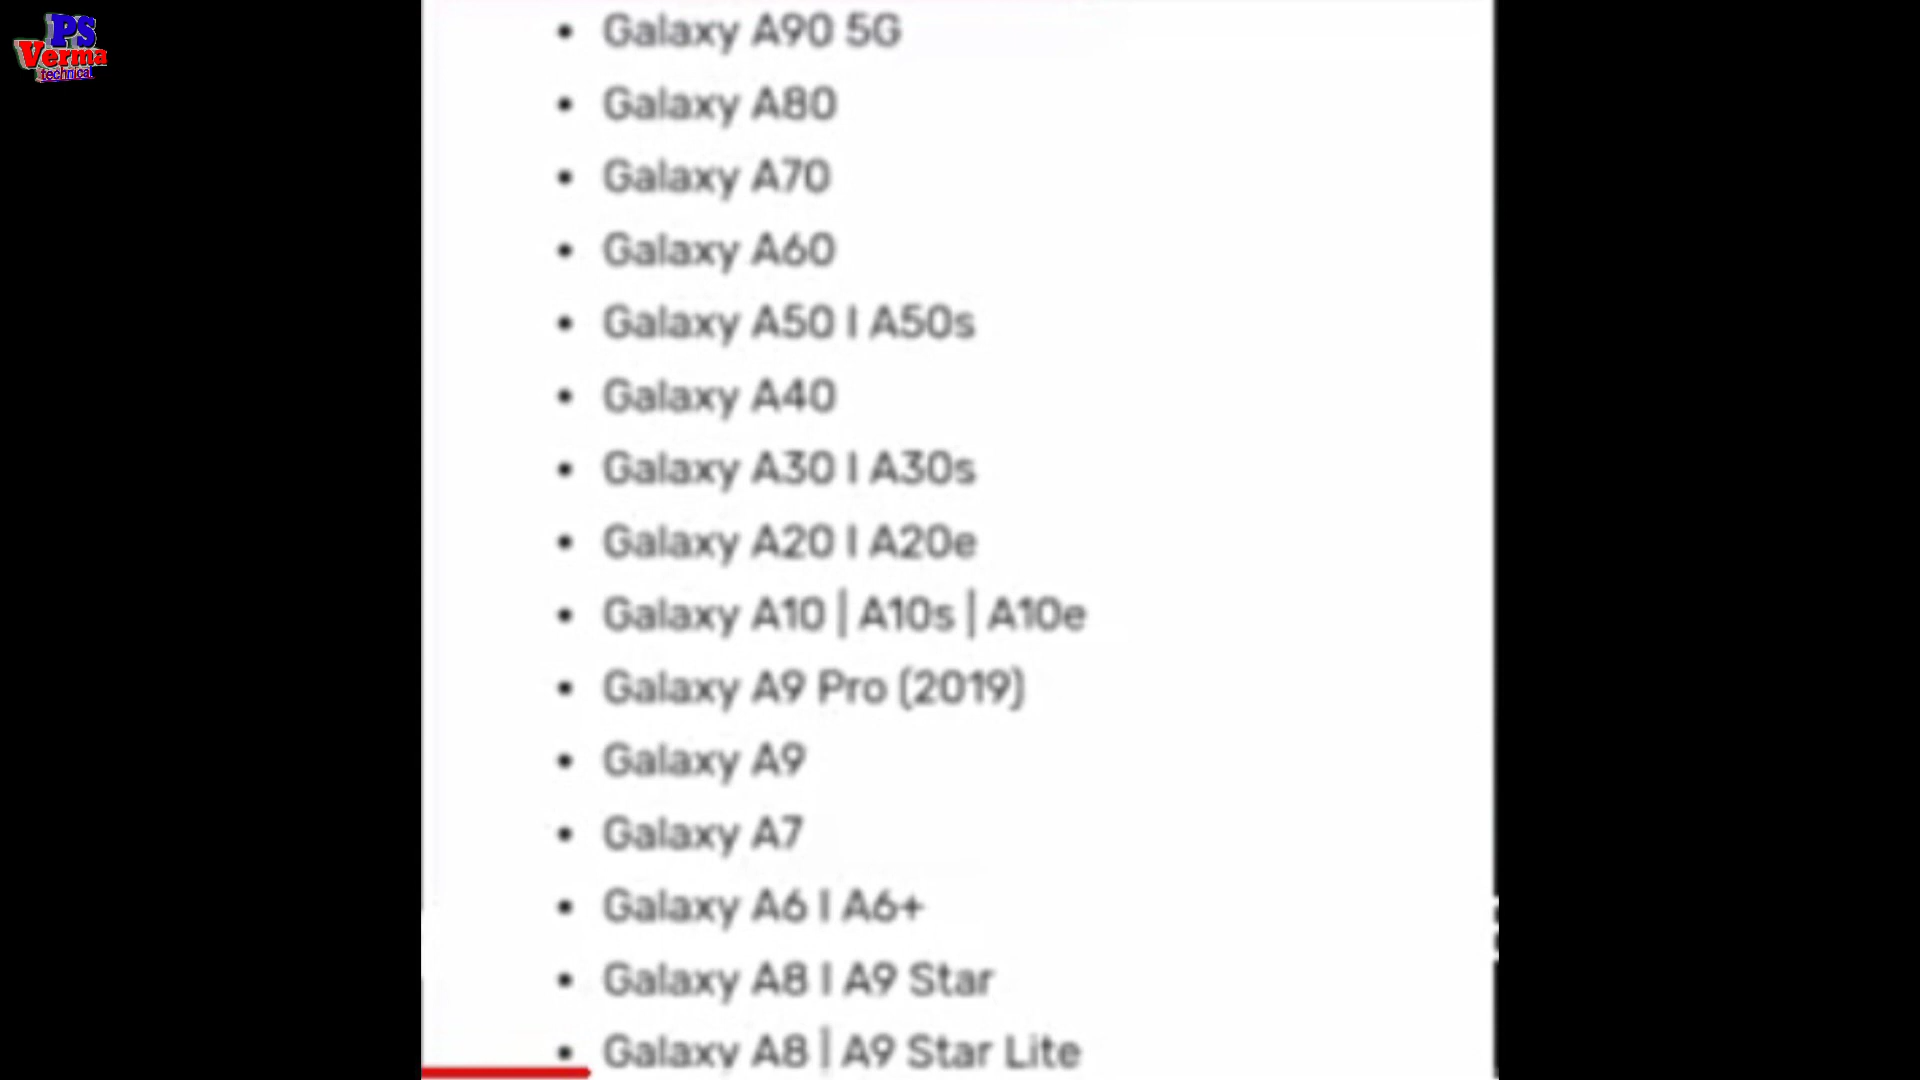 PS
Verma
technical
• Galaxy A90 5G
• Galaxy A80
• Galaxy A70
• Galaxy A60
• Galaxy A50 I A50s
• Galaxy A40
• Galaxy A30 I A30s
• Galaxy A20 I A20e
• Galaxy A10 | A10s | A10e
• Galaxy A9 Pro (2019)
• Galaxy A9
• Galaxy A7
• Galaxy A6 I A6+
• Galaxy A8 I A9 Star
• Galaxy A8 | A9 Star Lite